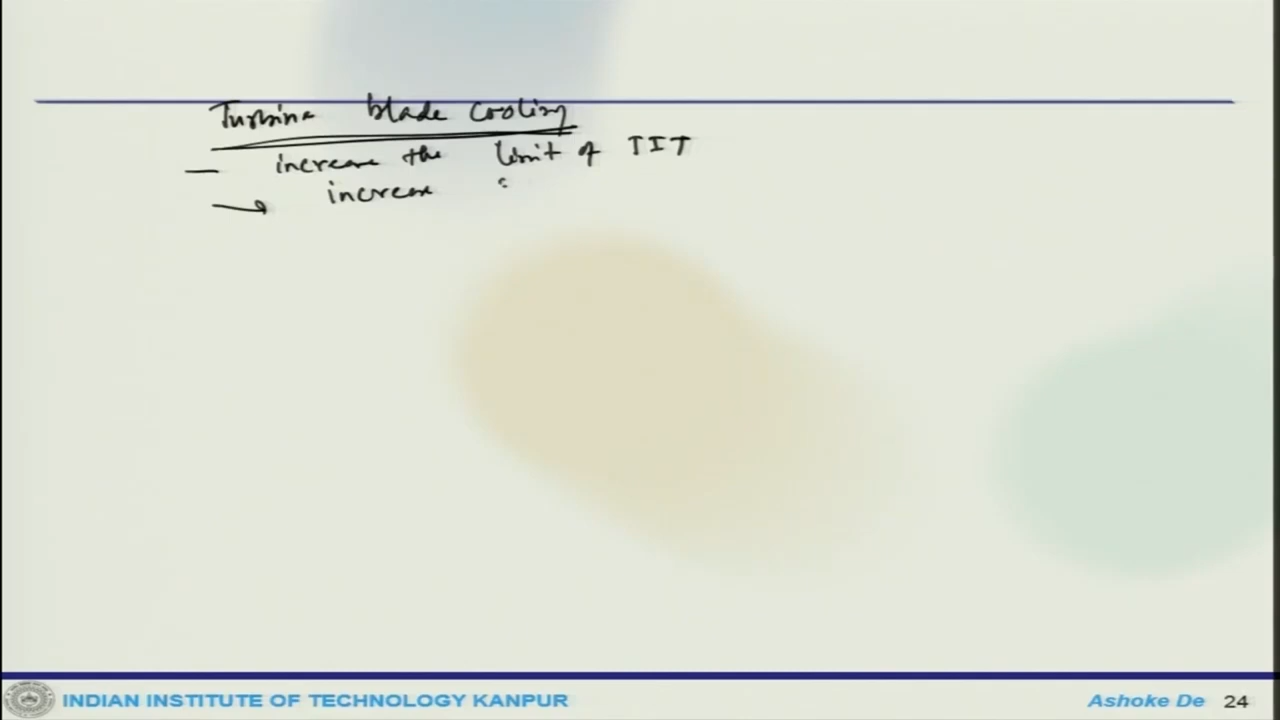 Turbine blade cooling
— increase the limit of TIT
→ increase
INDIAN INSTITUTE OF TECHNOLOGY KANPUR
Ashoke De 24